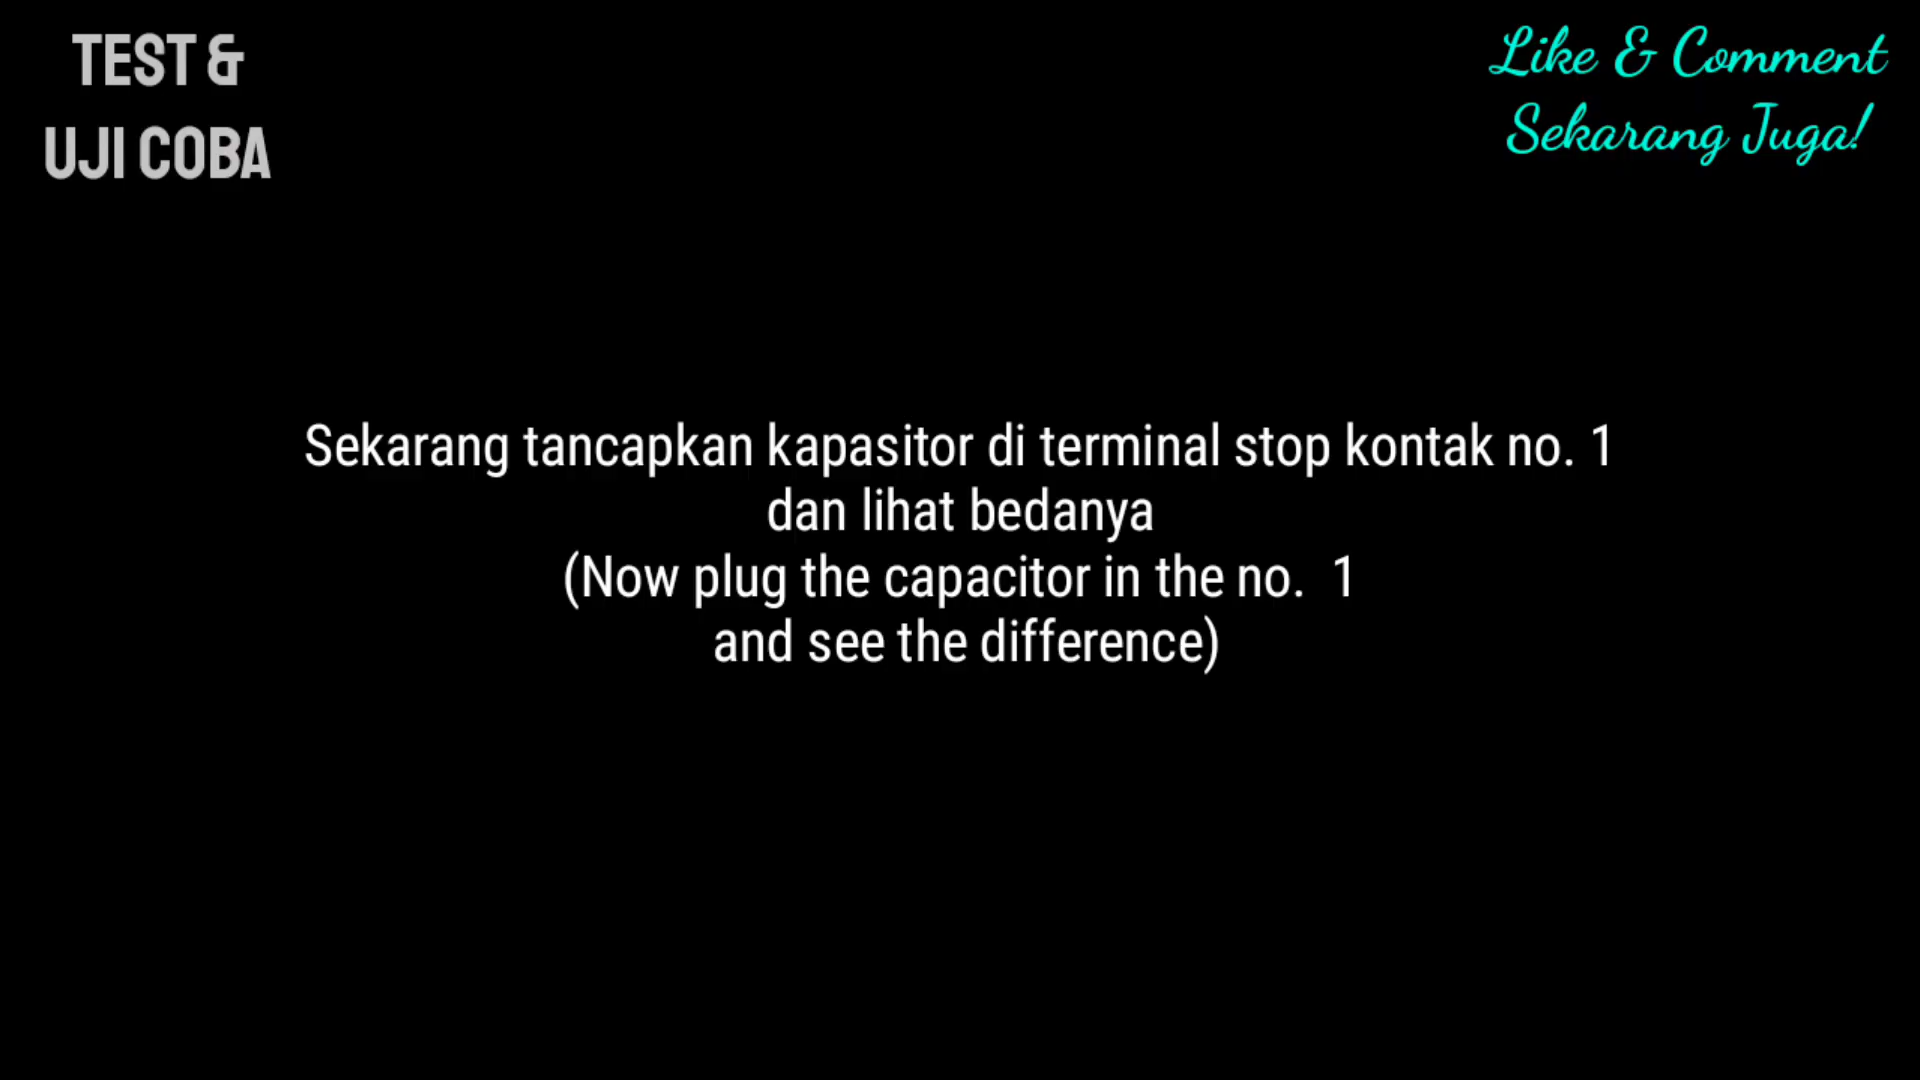 TEST &
UJI COBA
Like & Comment
Sekarang Juga!
Sekarang tancapkan kapasitor di terminal stop kontak no. 1
dan lihat bedanya
(Now plug the capacitor in the no. 1
and see the difference)